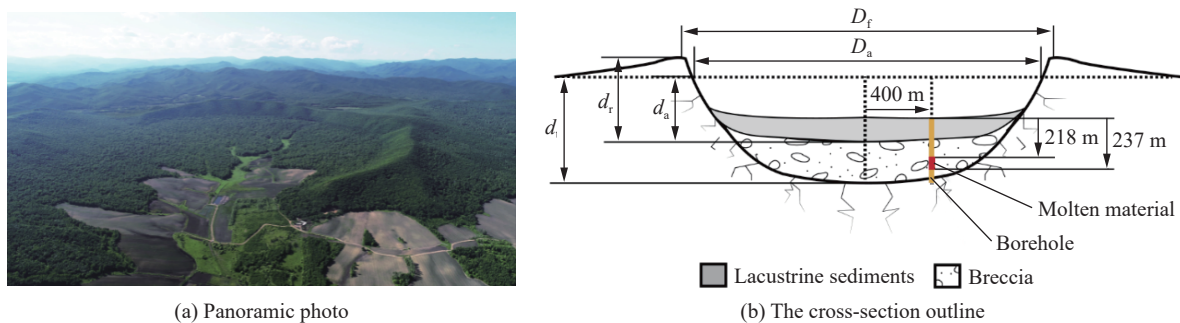 D_f
D_a
400 m
d_r
d_a
d_t
218 m
237 m
Molten material
Borehole
Lacustrine sediments
Breccia
(a) Panoramic photo
(b) The cross-section outline